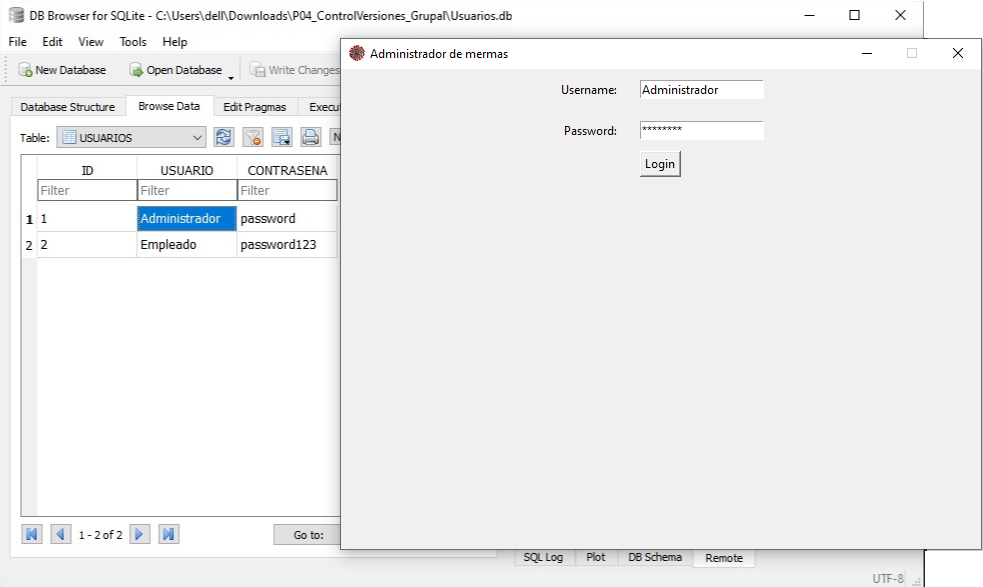 DB Browser for SQLite - C:\Users\dell\Downloads\P04_ControlVersiones_Grupal\Usuarios.db
File Edit View Tools Help
New Database Open Database Write Changes
Database Structure Browse Data Edit Pragmas Execu
Table: USUARIOS N
ID USUARIO CONTRASENA
Filter Filter Filter
1 1 Administrador password
2 2 Empleado password123
1 - 2 of 2 Go to:
Administrador de mermas
Username: Administrador
Password: ********
Login
SQL Log Plot DB Schema Remote
UTF-8